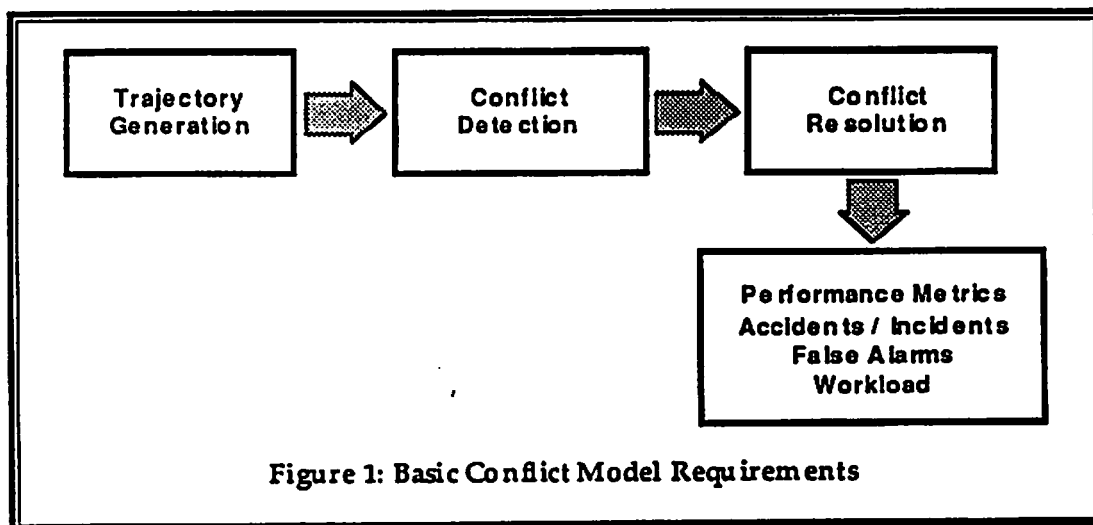 Trajectory
Generation
Conflict
Detection
Conflict
Resolution
Performance Metrics
Accidents / Incidents
False Alarms
Workload
Figure 1: Basic Conflict Model Requirements